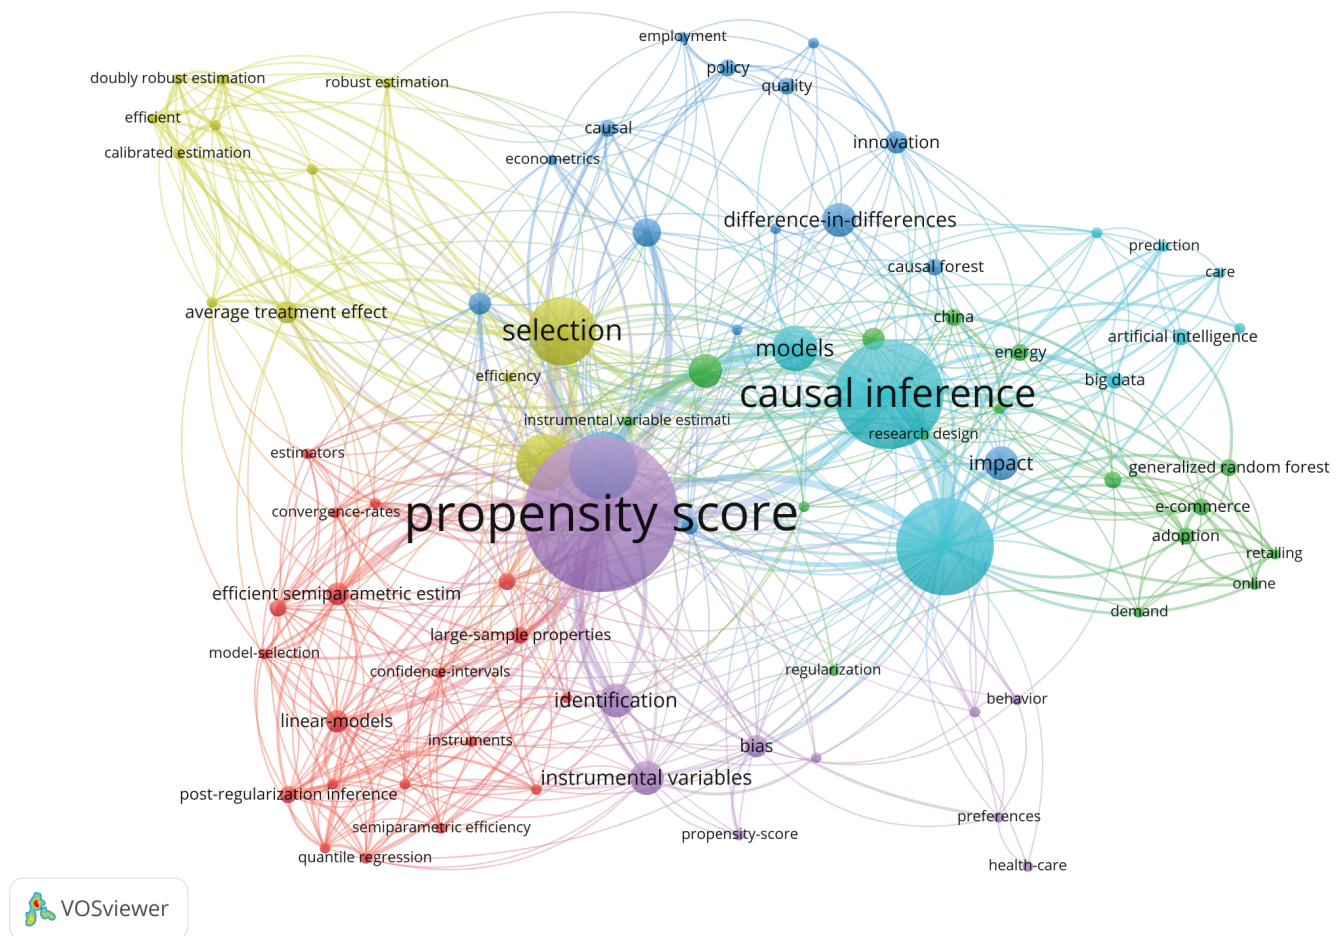 employment
policy
quality
doubly robust estimation
robust estimation
efficient
causal
calibrated estimation
econometrics
innovation
difference-in-differences
prediction
causal forest
care
average treatment effect
china
selection
models
energy
artificial intelligence
efficiency
big data
causal inference
instrumental variable estimati
research design
estimators
impact
generalized random forest
convergence-rates
propensity score
e-commerce
adoption
retailing
online
efficient semiparametric estim
demand
large-sample properties
model-selection
confidence-intervals
regularization
identification
behavior
linear-models
instruments
bias
instrumental variables
post-regularization inference
preferences
semiparametric efficiency
propensity-score
quantile regression
health-care
VOSviewer